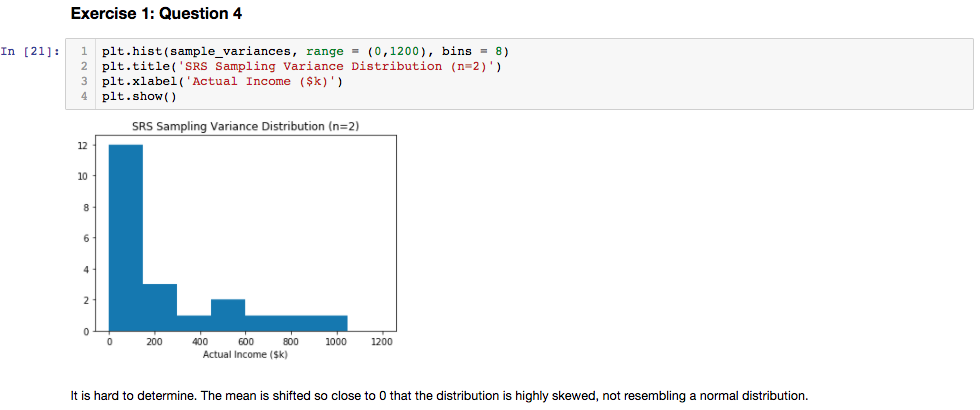 Exercise 1: Question 4
In [21]:
1 plt.hist(sample_variances, range = (0,1200), bins = 8)
2 plt.title('SRS Sampling Variance Distribution (n=2)')
3 plt.xlabel('Actual Income ($k)')
4 plt.show()
SRS Sampling Variance Distribution (n=2)
12
10
8
6
4
2
0
0 200 400 600 800 1000 1200
Actual Income ($k)
It is hard to determine. The mean is shifted so close to 0 that the distribution is highly skewed, not resembling a normal distribution.